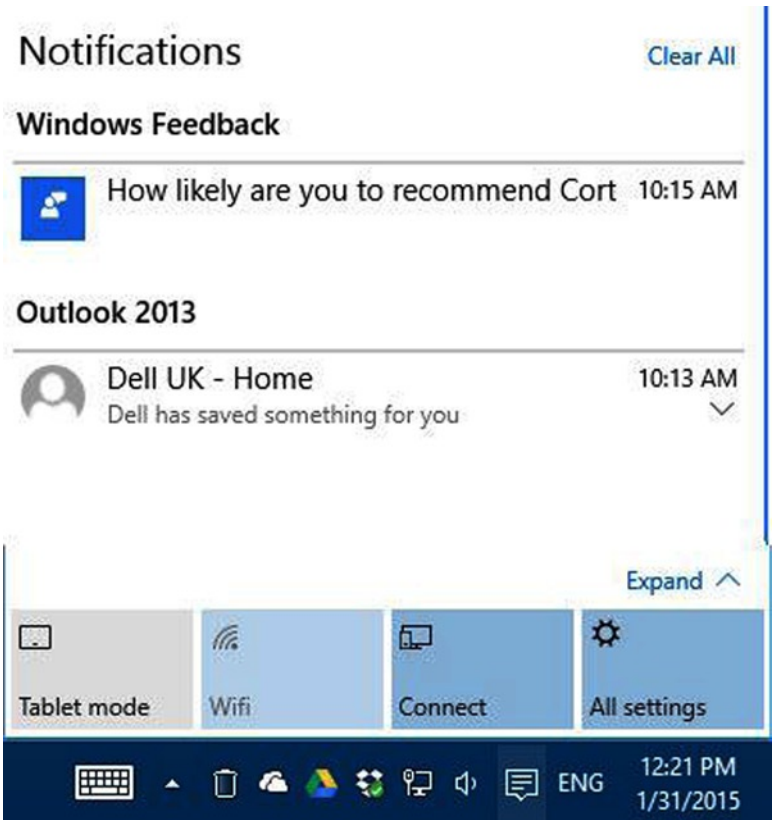 Notifications
Clear All
Windows Feedback
How likely are you to recommend Cort 10:15 AM
Outlook 2013
Dell UK - Home 10:13 AM
Dell has saved something for you
Expand
Tablet mode
Wifi
Connect
All settings
ENG
12:21 PM
1/31/2015